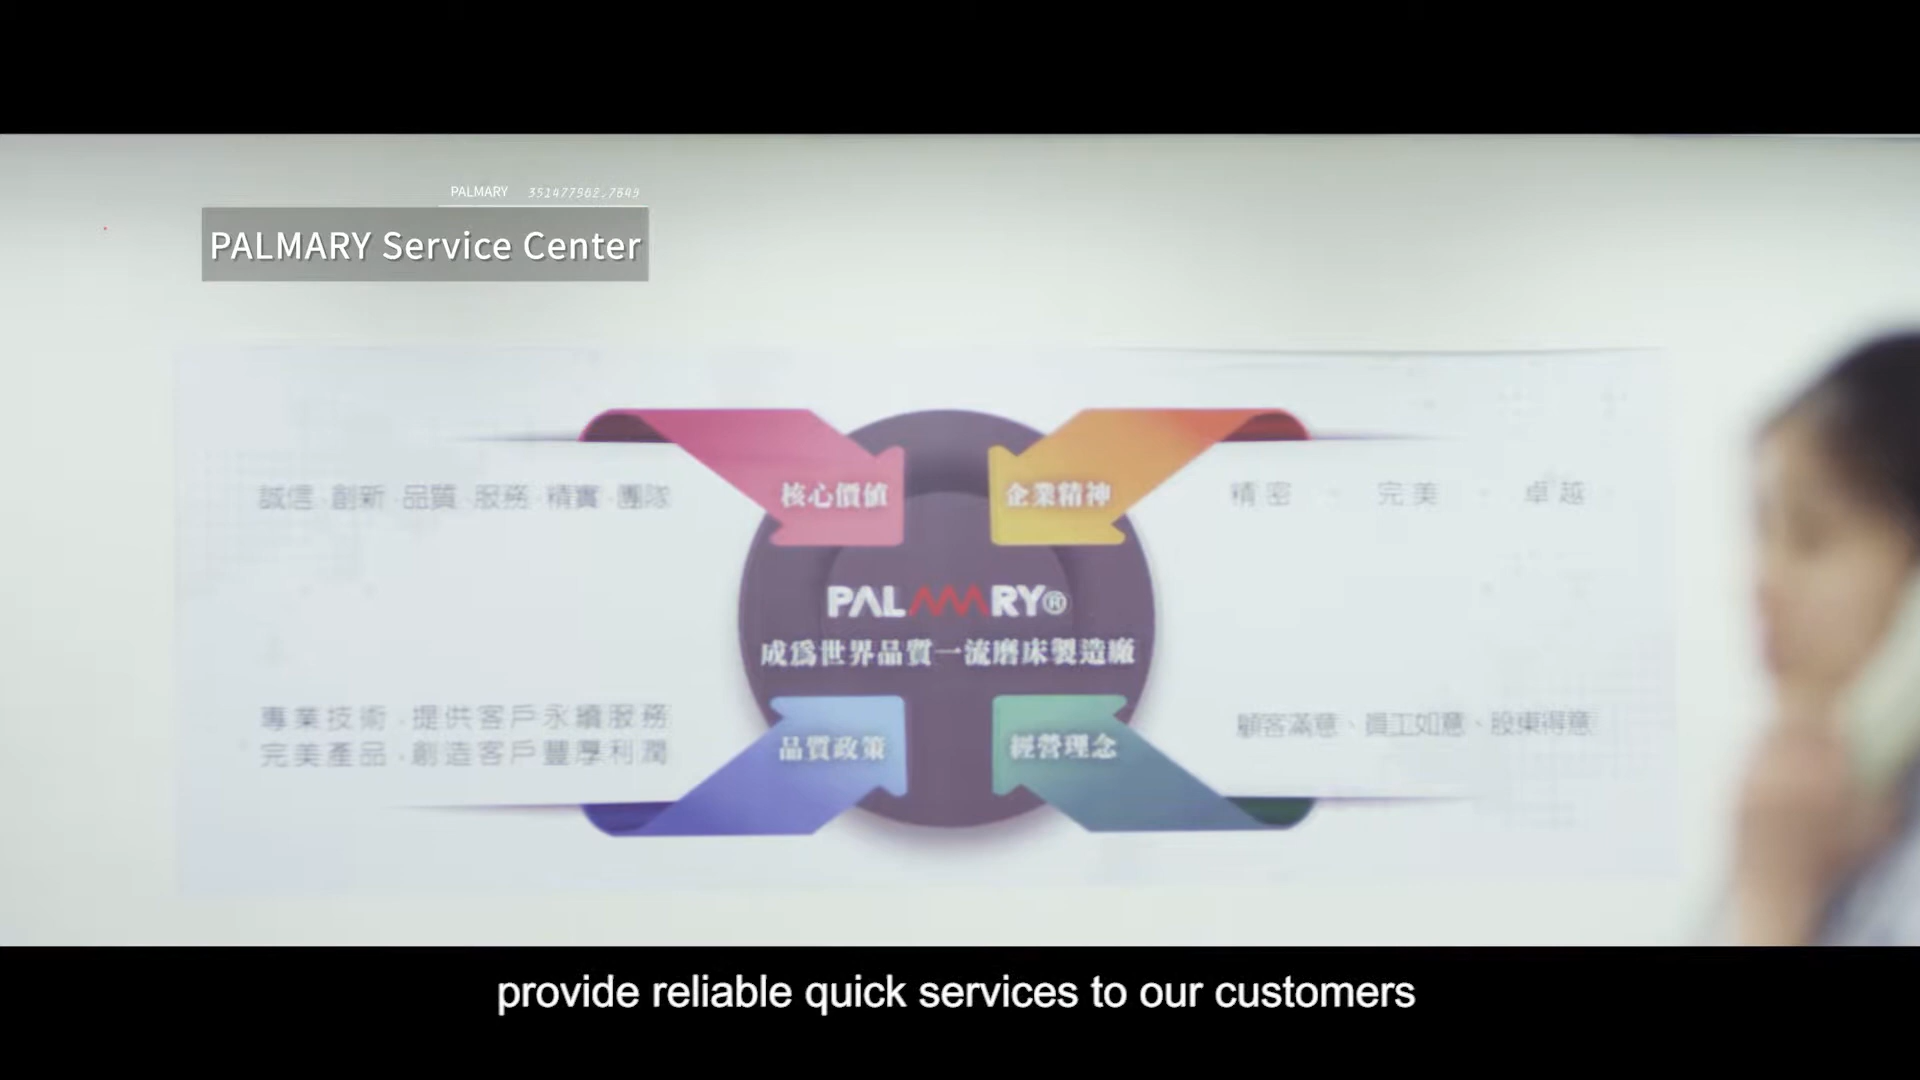 PALMARY 351477562.7849
PALMARY Service Center
誠信 創新 品質 服務 積實 團隊
核心價值
企業精神
精密 · 完美 · 卓越
PALMARY®
成為世界品質一流磨床製造廠
專業技術，提供客戶永續服務
完美產品，創造客戶豐厚利潤
品質政策
經營理念
顧客滿意、員工如意、股東得意
provide reliable quick services to our customers